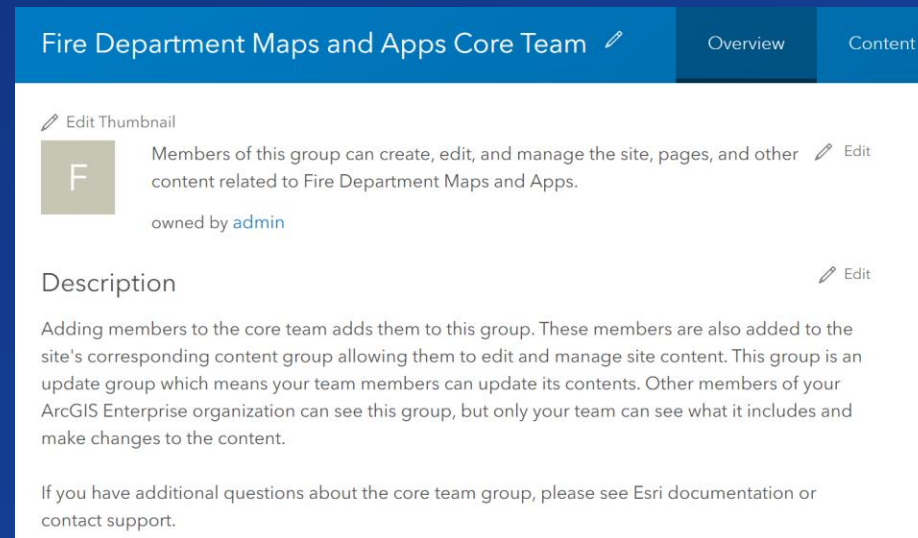 Fire Department Maps and Apps Core Team
Overview
Content
Edit Thumbnail
F
Members of this group can create, edit, and manage the site, pages, and other
Edit
content related to Fire Department Maps and Apps.
owned by admin
Description
Edit
Adding members to the core team adds them to this group. These members are also added to the
site's corresponding content group allowing them to edit and manage site content. This group is an
update group which means your team members can update its contents. Other members of your
ArcGIS Enterprise organization can see this group, but only your team can see what it includes and
make changes to the content.
If you have additional questions about the core team group, please see Esri documentation or
contact support.